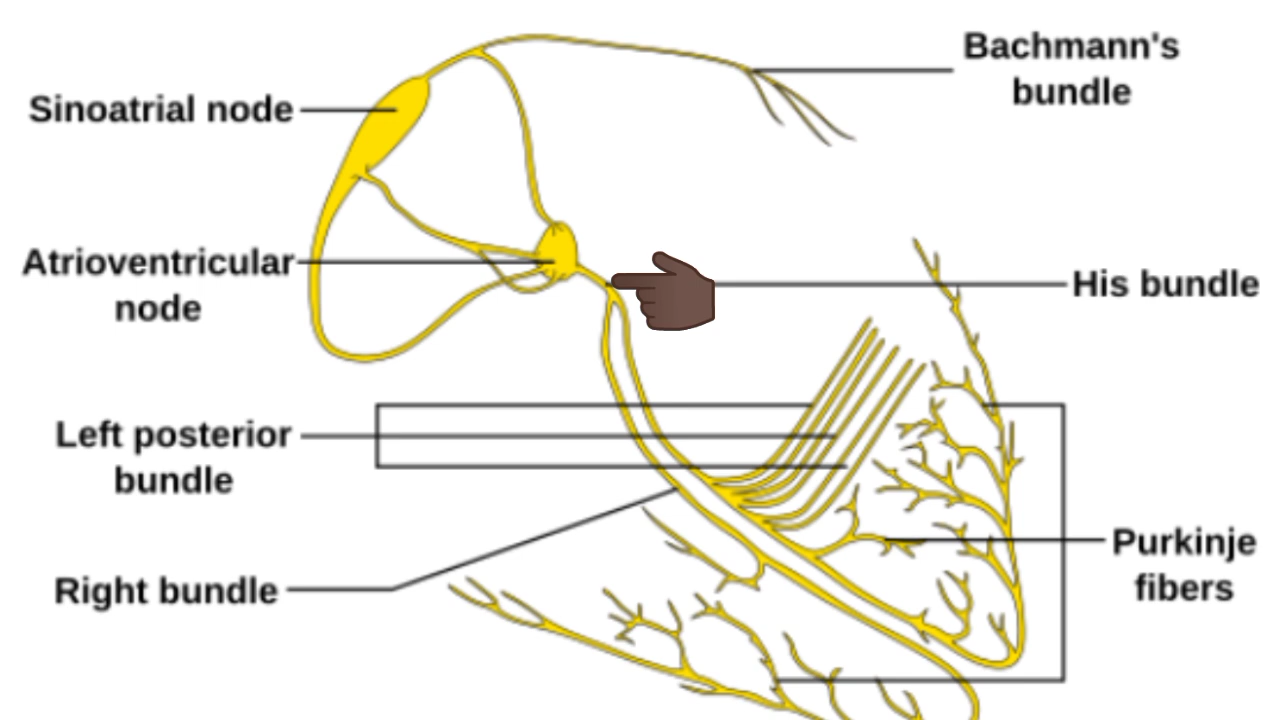 Bachmann's
bundle
Sinoatrial node
Atrioventricular
node
His bundle
Left posterior
bundle
Purkinje
fibers
Right bundle